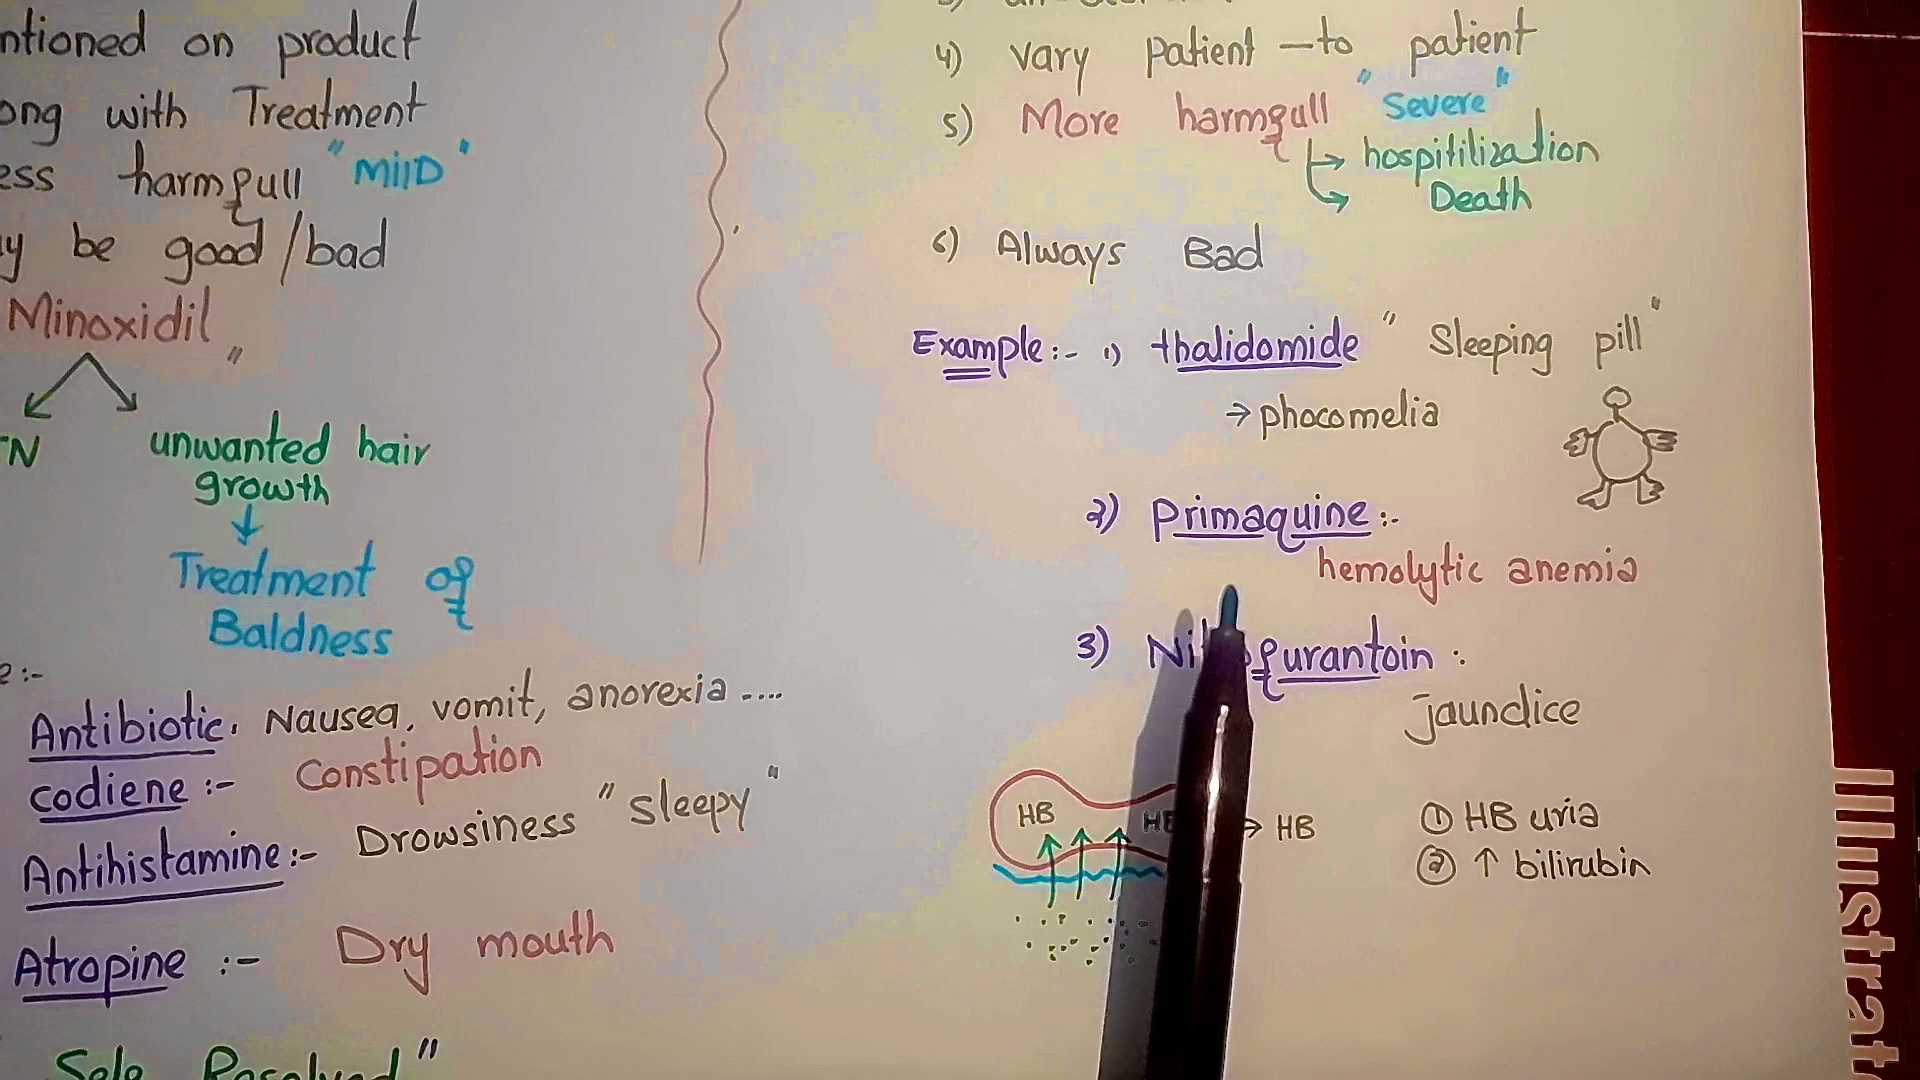 ntioned on product
ong with Treatment
ess harmfull "MilD"
y be good/bad
Minoxidil"
TN
unwanted hair
growth
Treatment of
Baldness
e :-
Antibiotic. Nausea, vomit, anorexia ....
codiene :- constipation
Antihistamine :- Drowsiness "sleepy"
Atropine :- Dry mouth
4) vary patient - to patient
5) More harmfull "Severe"
hospitilization
Death
6) Always Bad
Example :- 1) thalidomide "Sleeping pill"
→ phocomelia
2) Primaquine :-
hemolytic anemia
3) Ni furantoin :
jaundice
HB
→ HB
① HB uria
② ↑ bilirubin
Illustrat